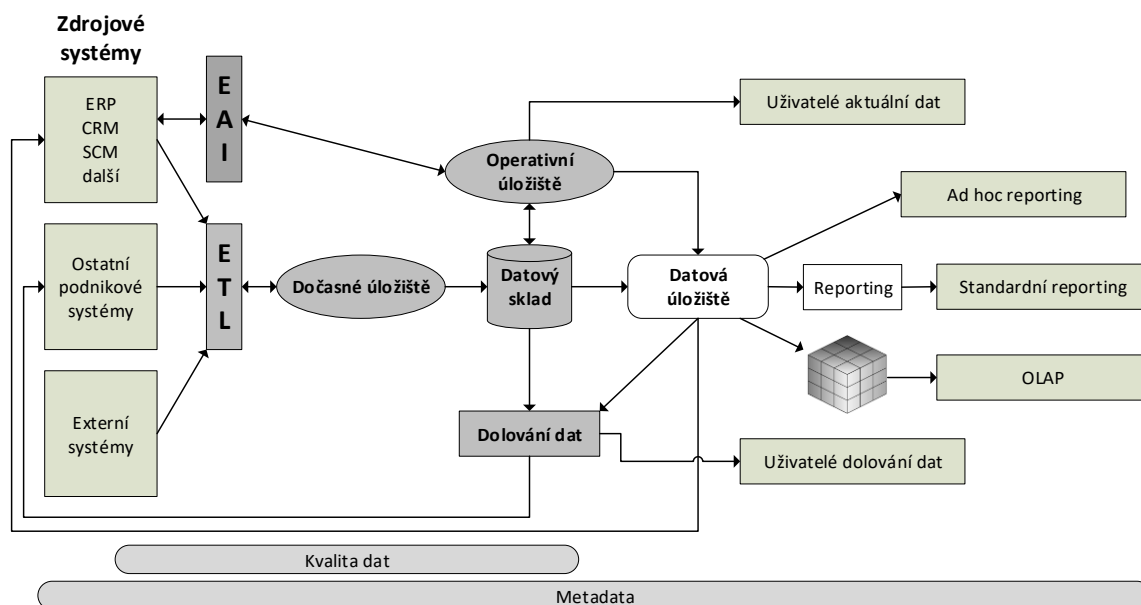 Zdrojové
systémy
ERP
CRM
SCM
další
E
A
I
Uživatelé aktuální dat
Operativní
úložiště
Ad hoc reporting
Ostatní
podnikové
systémy
E
T
L
Dočasné úložiště
Datový
sklad
Datová
úložiště
Reporting
Standardní reporting
OLAP
Externí
systémy
Dolování dat
Uživatelé dolování dat
Kvalita dat
Metadata